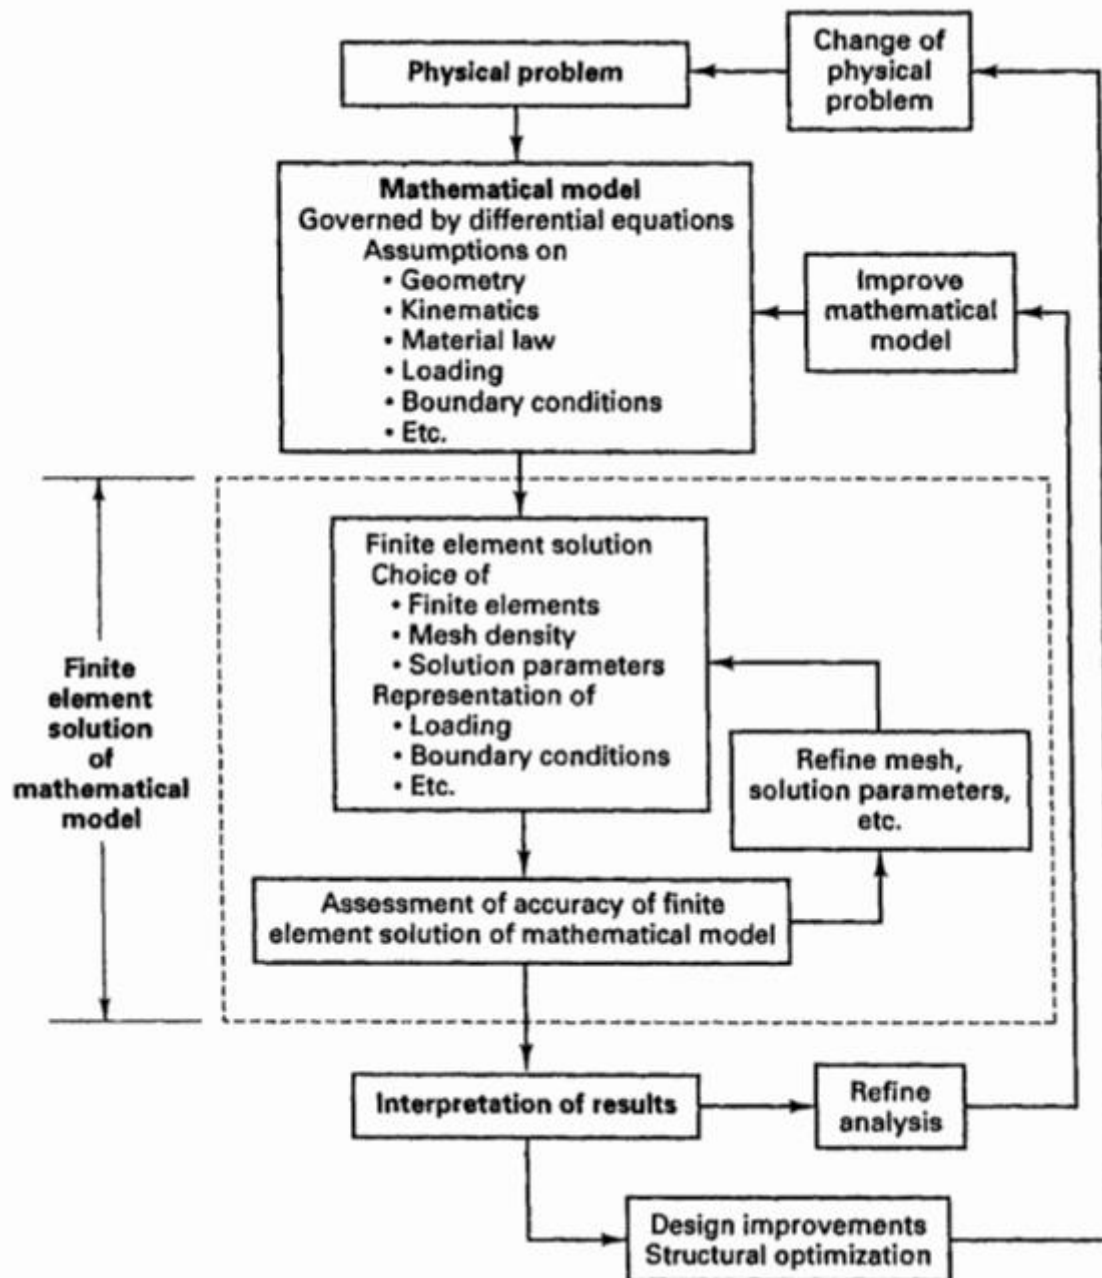 Physical problem
Change of
physical
problem
Mathematical model
Governed by differential equations
Assumptions on
• Geometry
• Kinematics
• Material law
• Loading
• Boundary conditions
• Etc.
Improve
mathematical
model
Finite
element
solution
of
mathematical
model
Finite element solution
Choice of
• Finite elements
• Mesh density
• Solution parameters
Representation of
• Loading
• Boundary conditions
• Etc.
Refine mesh,
solution parameters,
etc.
Assessment of accuracy of finite
element solution of mathematical model
Interpretation of results
Refine
analysis
Design improvements
Structural optimization